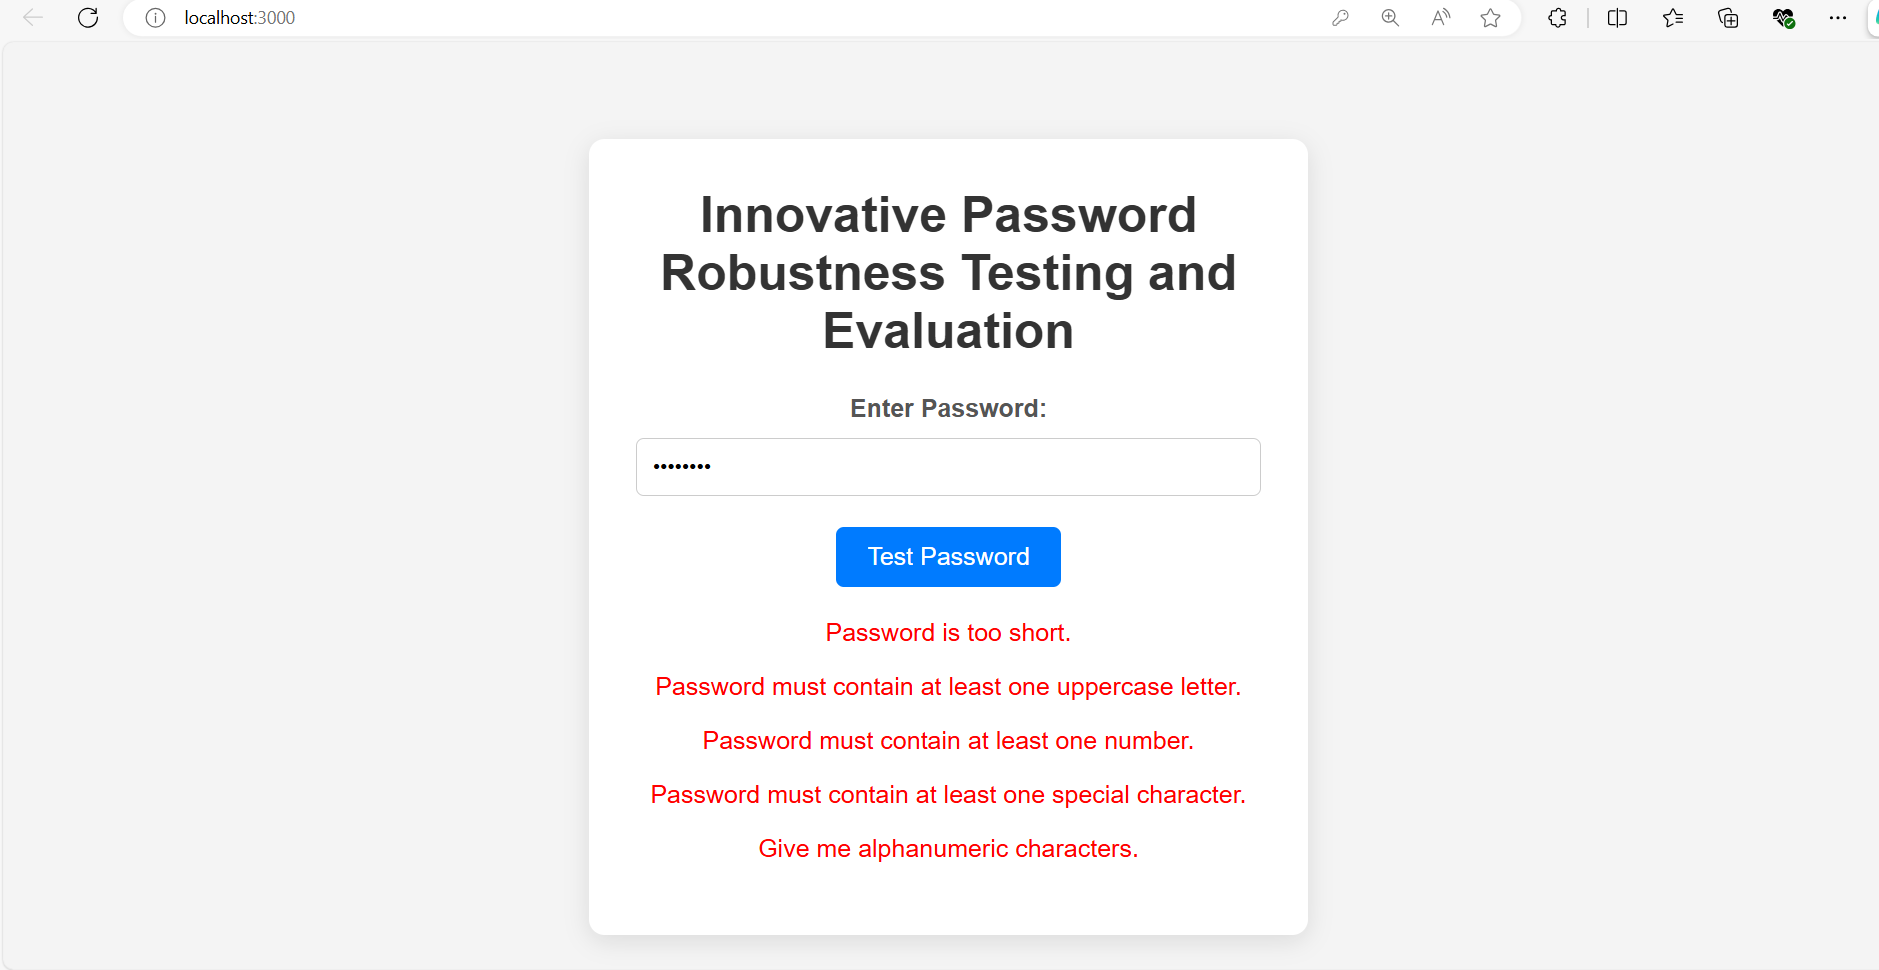 localhost:3000
Innovative Password
Robustness Testing and
Evaluation
Enter Password:
••••••••
Test Password
Password is too short.
Password must contain at least one uppercase letter.
Password must contain at least one number.
Password must contain at least one special character.
Give me alphanumeric characters.